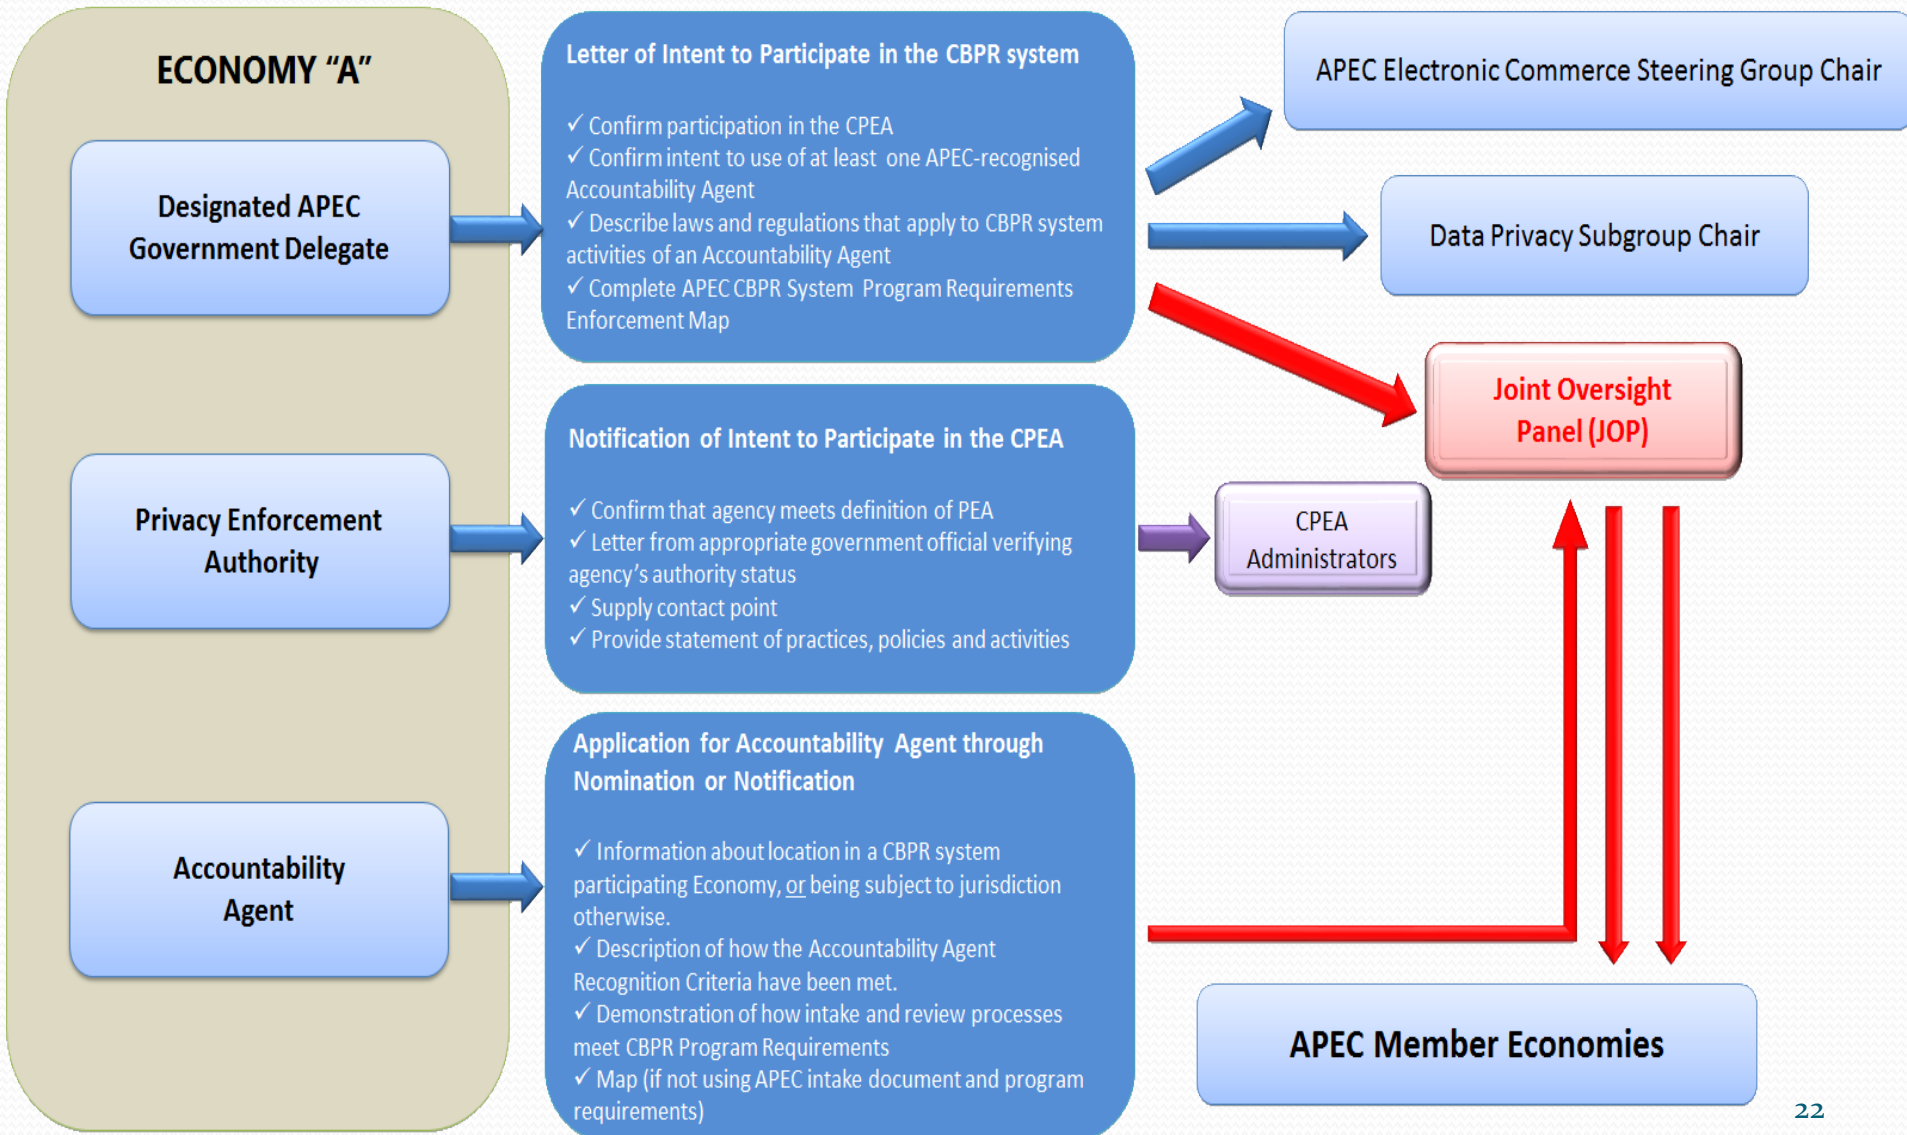 ECONOMY “A”
Designated APEC
Government Delegate
Privacy Enforcement
Authority
Accountability
Agent
Letter of Intent to Participate in the CBPR system
✓ Confirm participation in the CPEA
✓ Confirm intent to use of at least one APEC-recognised
Accountability Agent
✓ Describe laws and regulations that apply to CBPR system
activities of an Accountability Agent
✓ Complete APEC CBPR System Program Requirements
Enforcement Map
Notification of Intent to Participate in the CPEA
✓ Confirm that agency meets definition of PEA
✓ Letter from appropriate government official verifying
agency’s authority status
✓ Supply contact point
✓ Provide statement of practices, policies and activities
Application for Accountability Agent through
Nomination or Notification
✓ Information about location in a CBPR system
participating Economy, or being subject to jurisdiction
otherwise.
✓ Description of how the Accountability Agent
Recognition Criteria have been met.
✓ Demonstration of how intake and review processes
meet CBPR Program Requirements
✓ Map (if not using APEC intake document and program
requirements)
APEC Electronic Commerce Steering Group Chair
Data Privacy Subgroup Chair
Joint Oversight
Panel (JOP)
CPEA
Administrators
APEC Member Economies
22